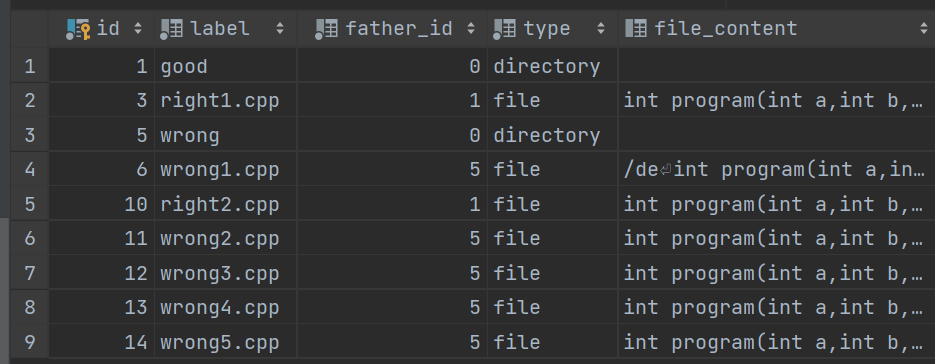 id label father_id type file_content
1 1 good 0 directory
2 3 right1.cpp 1 file int program(int a,int b,…
3 5 wrong 0 directory
4 6 wrong1.cpp 5 file /de⏎int program(int a,in…
5 10 right2.cpp 1 file int program(int a,int b,…
6 11 wrong2.cpp 5 file int program(int a,int b,…
7 12 wrong3.cpp 5 file int program(int a,int b,…
8 13 wrong4.cpp 5 file int program(int a,int b,…
9 14 wrong5.cpp 5 file int program(int a,int b,…